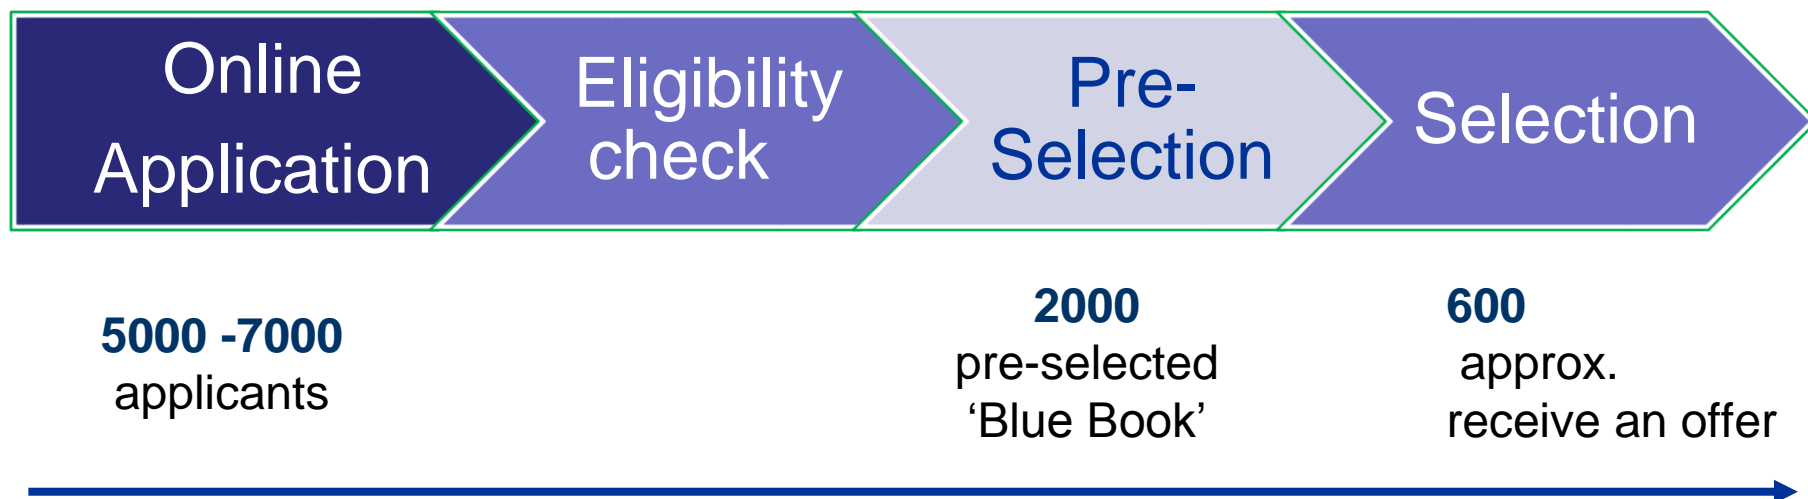 Online
Application
Eligibility
check
Pre-
Selection
Selection
5000 -7000
applicants
2000
pre-selected
‘Blue Book’
600
approx.
receive an offer